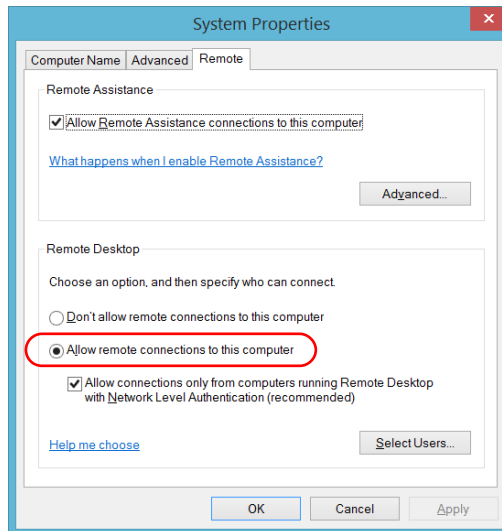 System Properties
Computer Name
Advanced
Remote
Remote Assistance
Allow Remote Assistance connections to this computer
What happens when I enable Remote Assistance?
Advanced...
Remote Desktop
Choose an option, and then specify who can connect.
Don't allow remote connections to this computer
Allow remote connections to this computer
Allow connections only from computers running Remote Desktop
with Network Level Authentication (recommended)
Help me choose
Select Users...
OK
Cancel
Apply